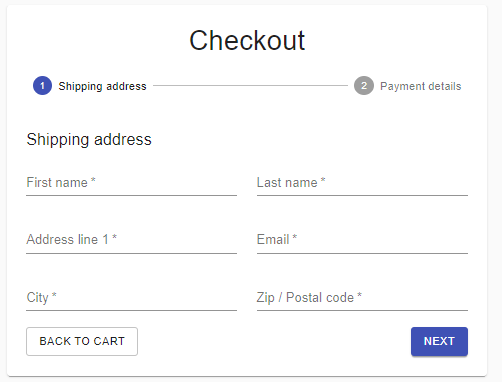 Checkout
1 Shipping address 2 Payment details
Shipping address
First name * Last name *
Address line 1 * Email *
City * Zip / Postal code *
BACK TO CART NEXT